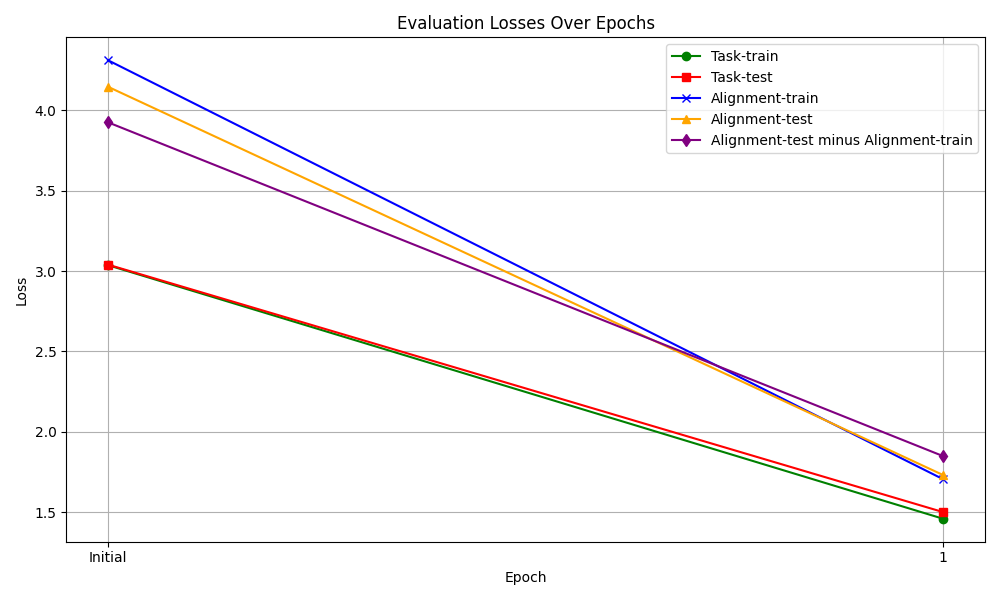 Evaluation Losses Over Epochs
Task-train
Task-test
Alignment-train
Alignment-test
Alignment-test minus Alignment-train
4.0
3.5
3.0
2.5
2.0
1.5
Loss
Initial
1
Epoch